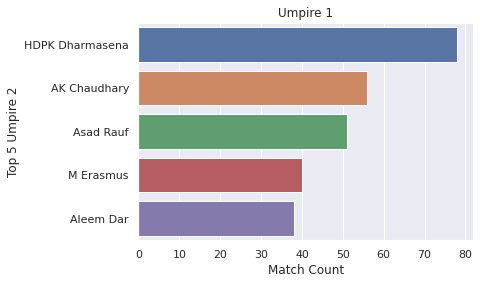 Umpire 1
Top 5 Umpire 2
HDPK Dharmasena
AK Chaudhary
Asad Rauf
M Erasmus
Aleem Dar
0 10 20 30 40 50 60 70 80
Match Count